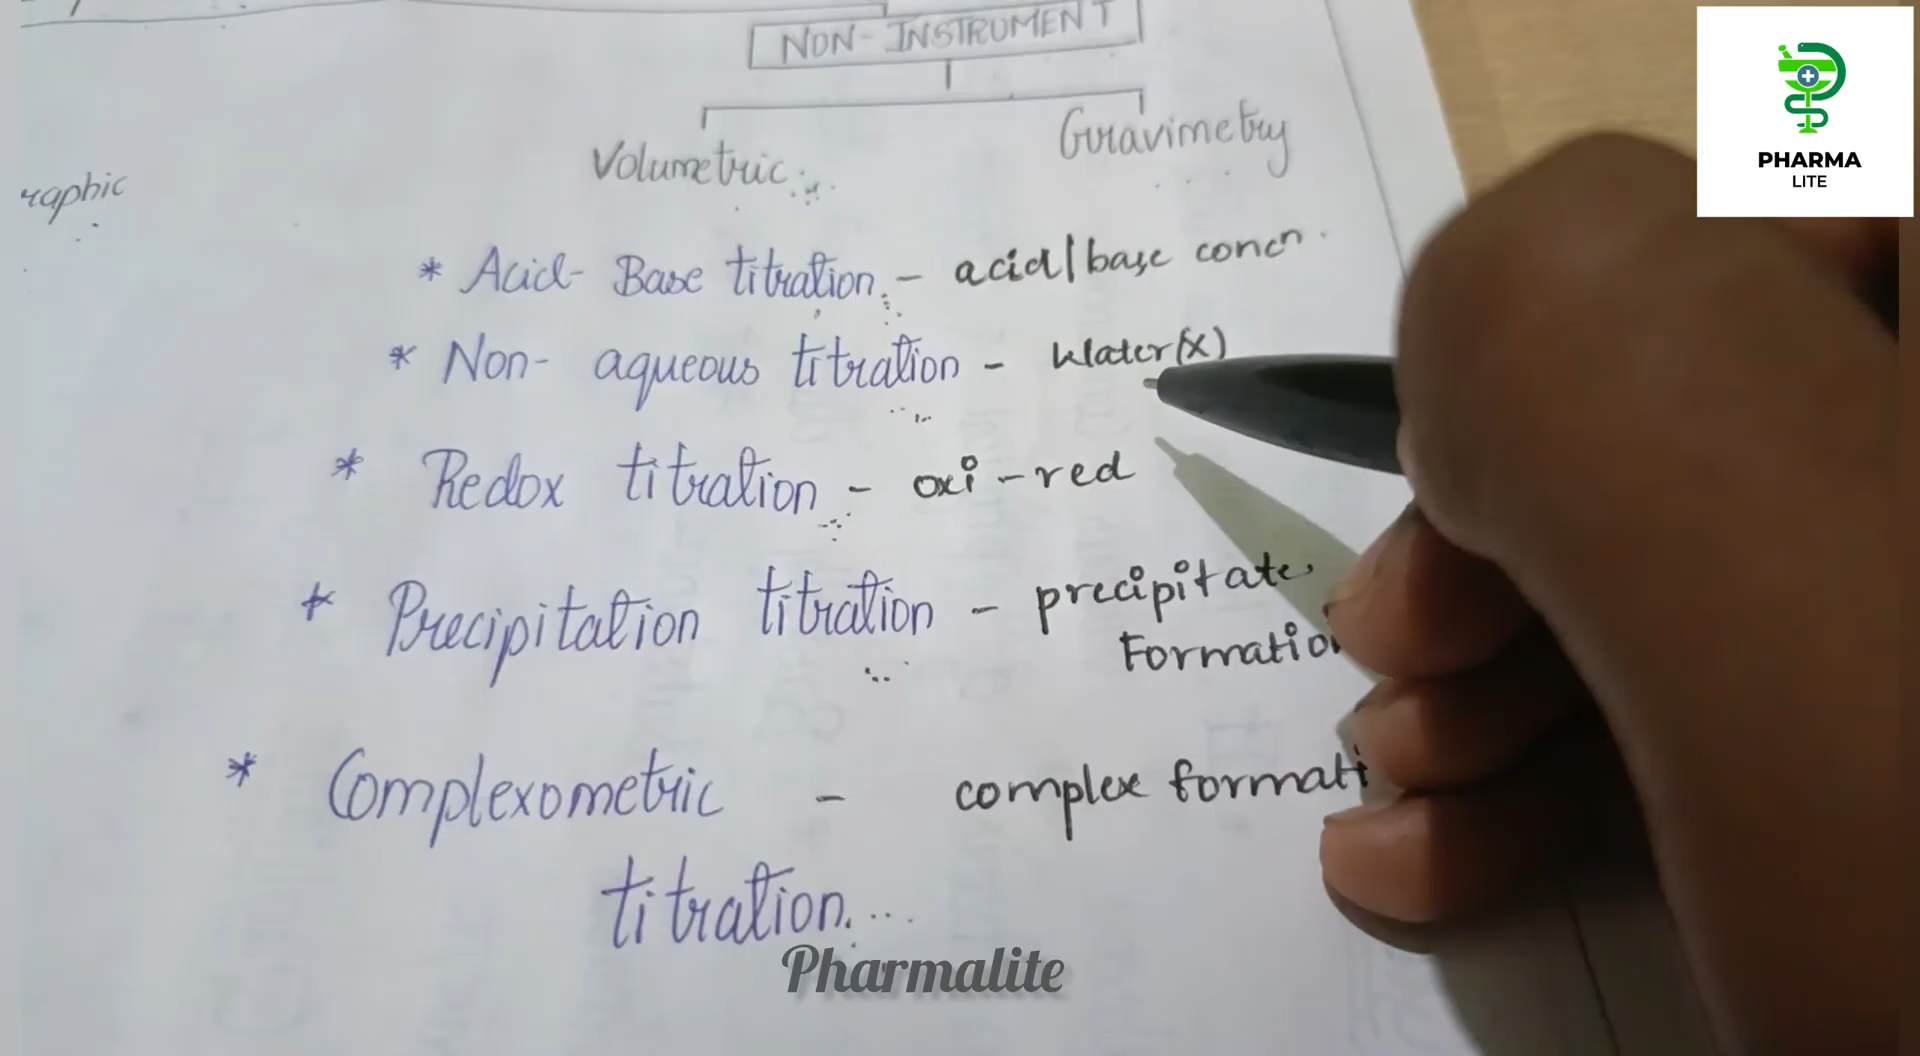 NON-INSTRUMENT
Volumetric
Gravimetry
raphic
* Acid-Base titration - acid/base concn.
* Non-aqueous titration - Water(X)
* Redox titration - oxi-red
* Precipitation titration - precipitate
Formatio
* Complexometric - complex formati
titration.
Pharmalite
PHARMA
LITE